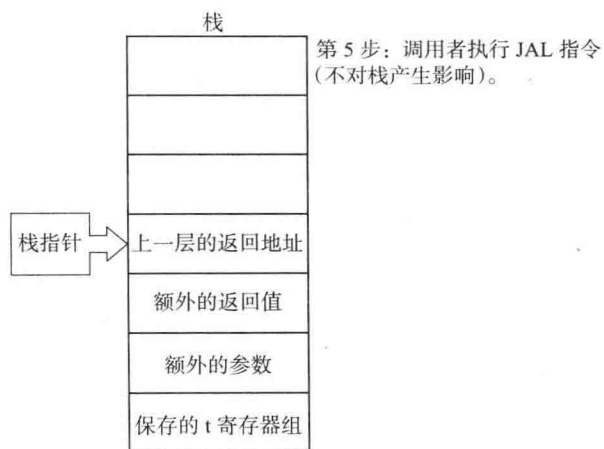 栈
第 5 步：调用者执行 JAL 指令
（不对栈产生影响）。
栈指针
上一层的返回地址
额外的返回值
额外的参数
保存的 t 寄存器组